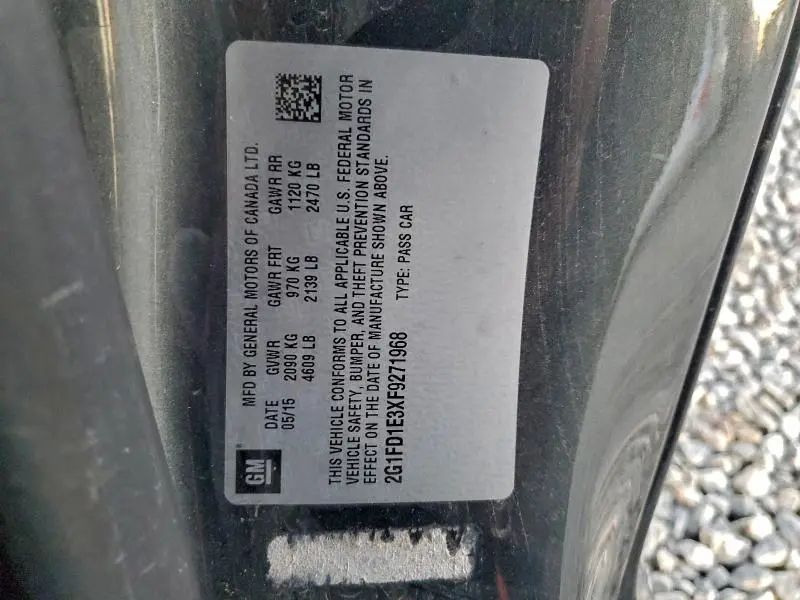 GM
MFD BY GENERAL MOTORS OF CANADA LTD.
DATE GVWR GAWR FRT GAWR RR
05/15 2090 KG 970 KG 1120 KG
4609 LB 2139 LB 2470 LB
THIS VEHICLE CONFORMS TO ALL APPLICABLE U.S. FEDERAL MOTOR
VEHICLE SAFETY, BUMPER, AND THEFT PREVENTION STANDARDS IN
EFFECT ON THE DATE OF MANUFACTURE SHOWN ABOVE.
2G1FD1E3XF9271968 TYPE: PASS CAR